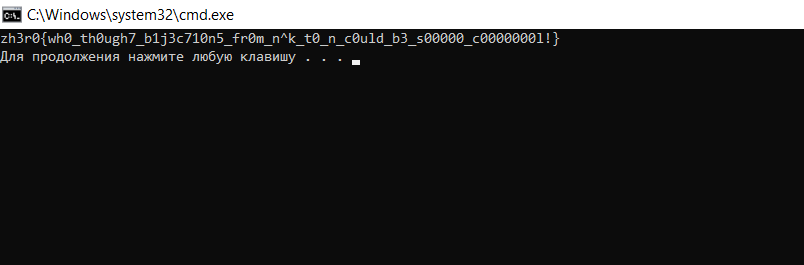 C:\Windows\system32\cmd.exe
zh3r0{wh0_th0ugh7_b1j3c710n5_fr0m_n^k_t0_n_c0uld_b3_s00000_c0000000l!}
Для продолжения нажмите любую клавишу . . .